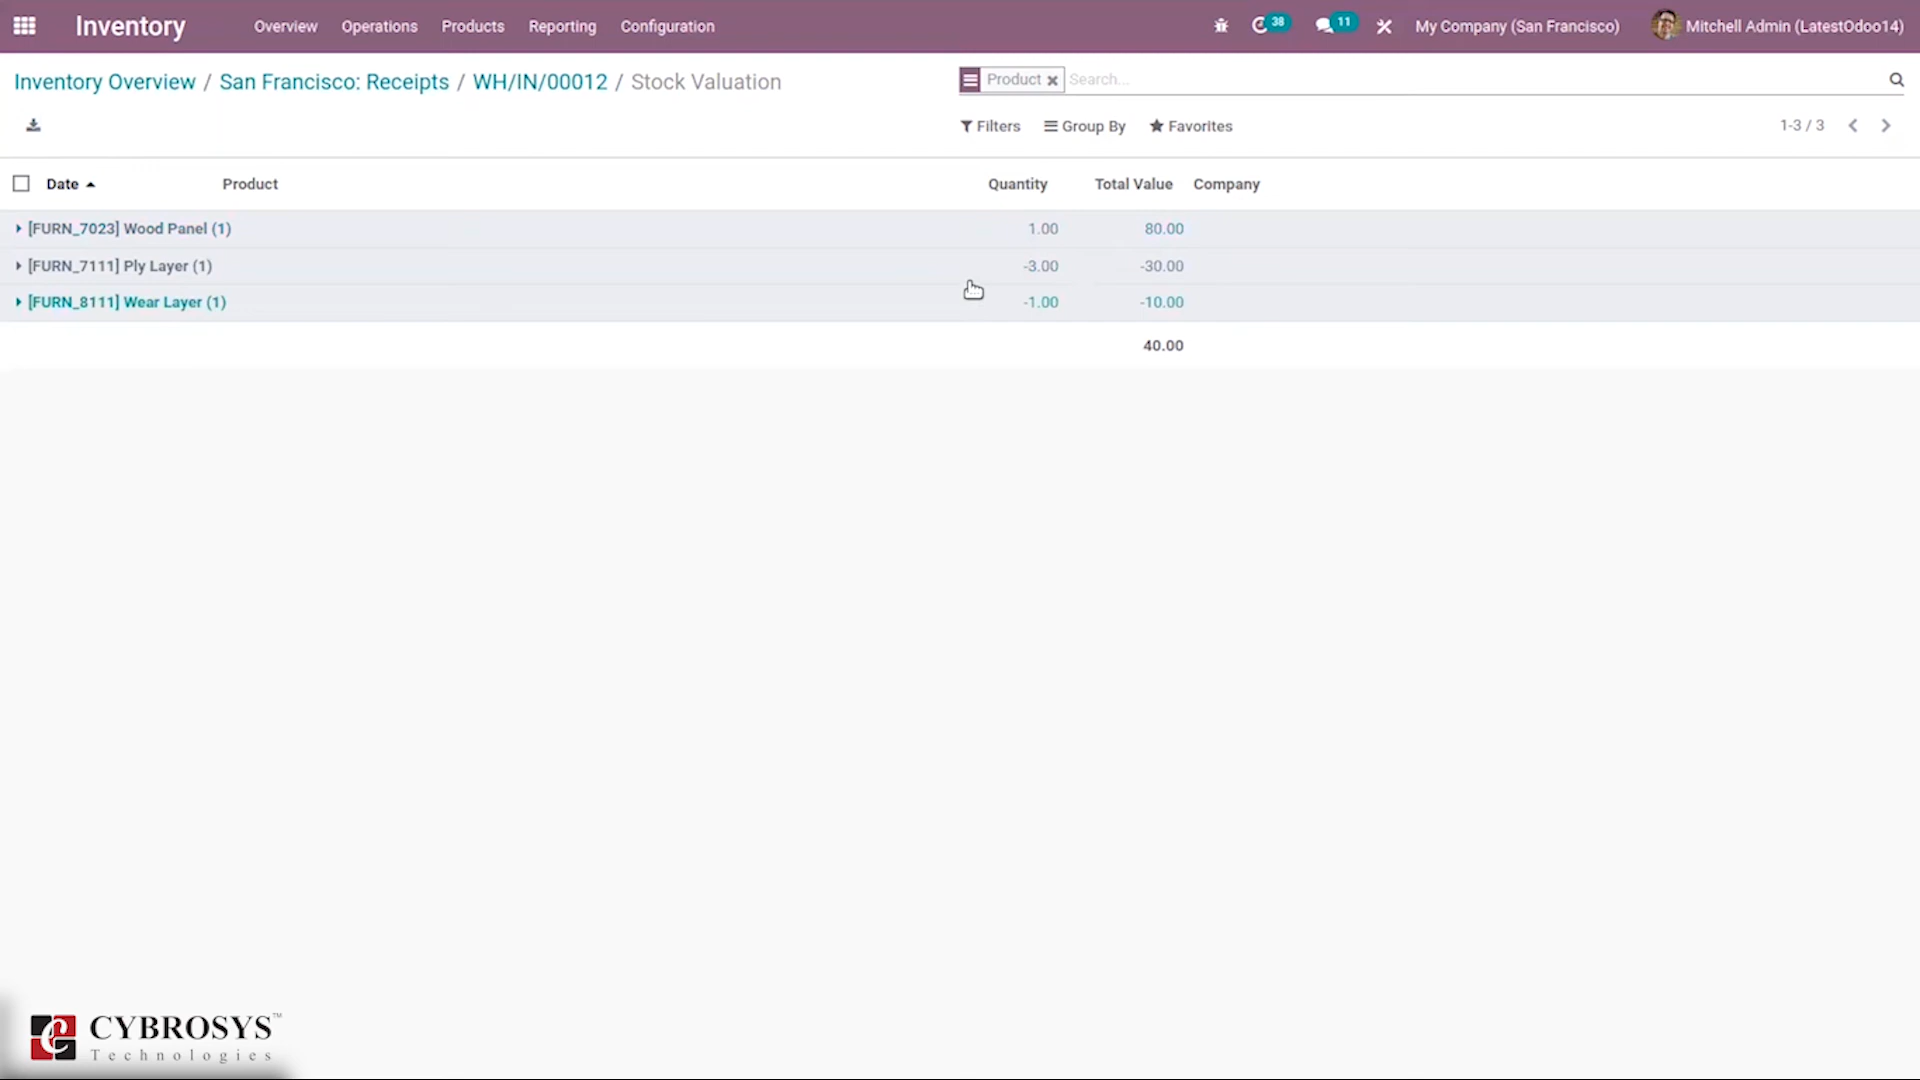 Inventory Overview Operations Products Reporting Configuration 38 11 My Company (San Francisco) Mitchell Admin (LatestOdoo14)
Inventory Overview / San Francisco: Receipts / WH/IN/00012 / Stock Valuation Product Search...
Filters Group By Favorites 1-3 / 3
Date Product Quantity Total Value Company
[FURN_7023] Wood Panel (1) 1.00 80.00
[FURN_7111] Ply Layer (1) -3.00 -30.00
[FURN_8111] Wear Layer (1) -1.00 -10.00
40.00
CYBROSYS™
Technologies